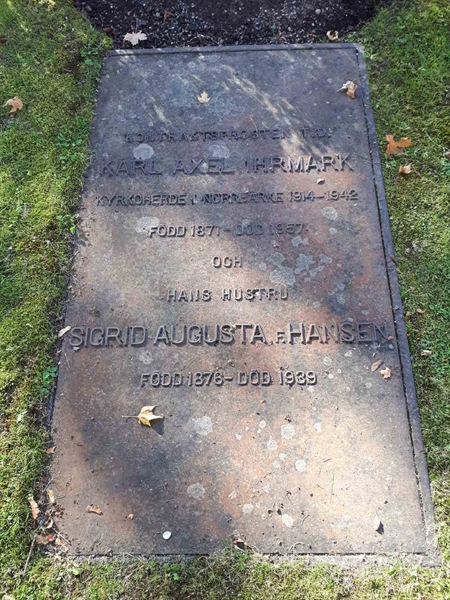 KONTRAKTSPROSTEN TEOL
KARL AXEL IHRMARK
KYRKOHERDE I NORRBÄRKE 1914-1942
FÖDD 1871-DÖD 1957
OCH
HANS HUSTRU
SIGRID AUGUSTA F. HANSEN
FÖDD 1876-DÖD 1939